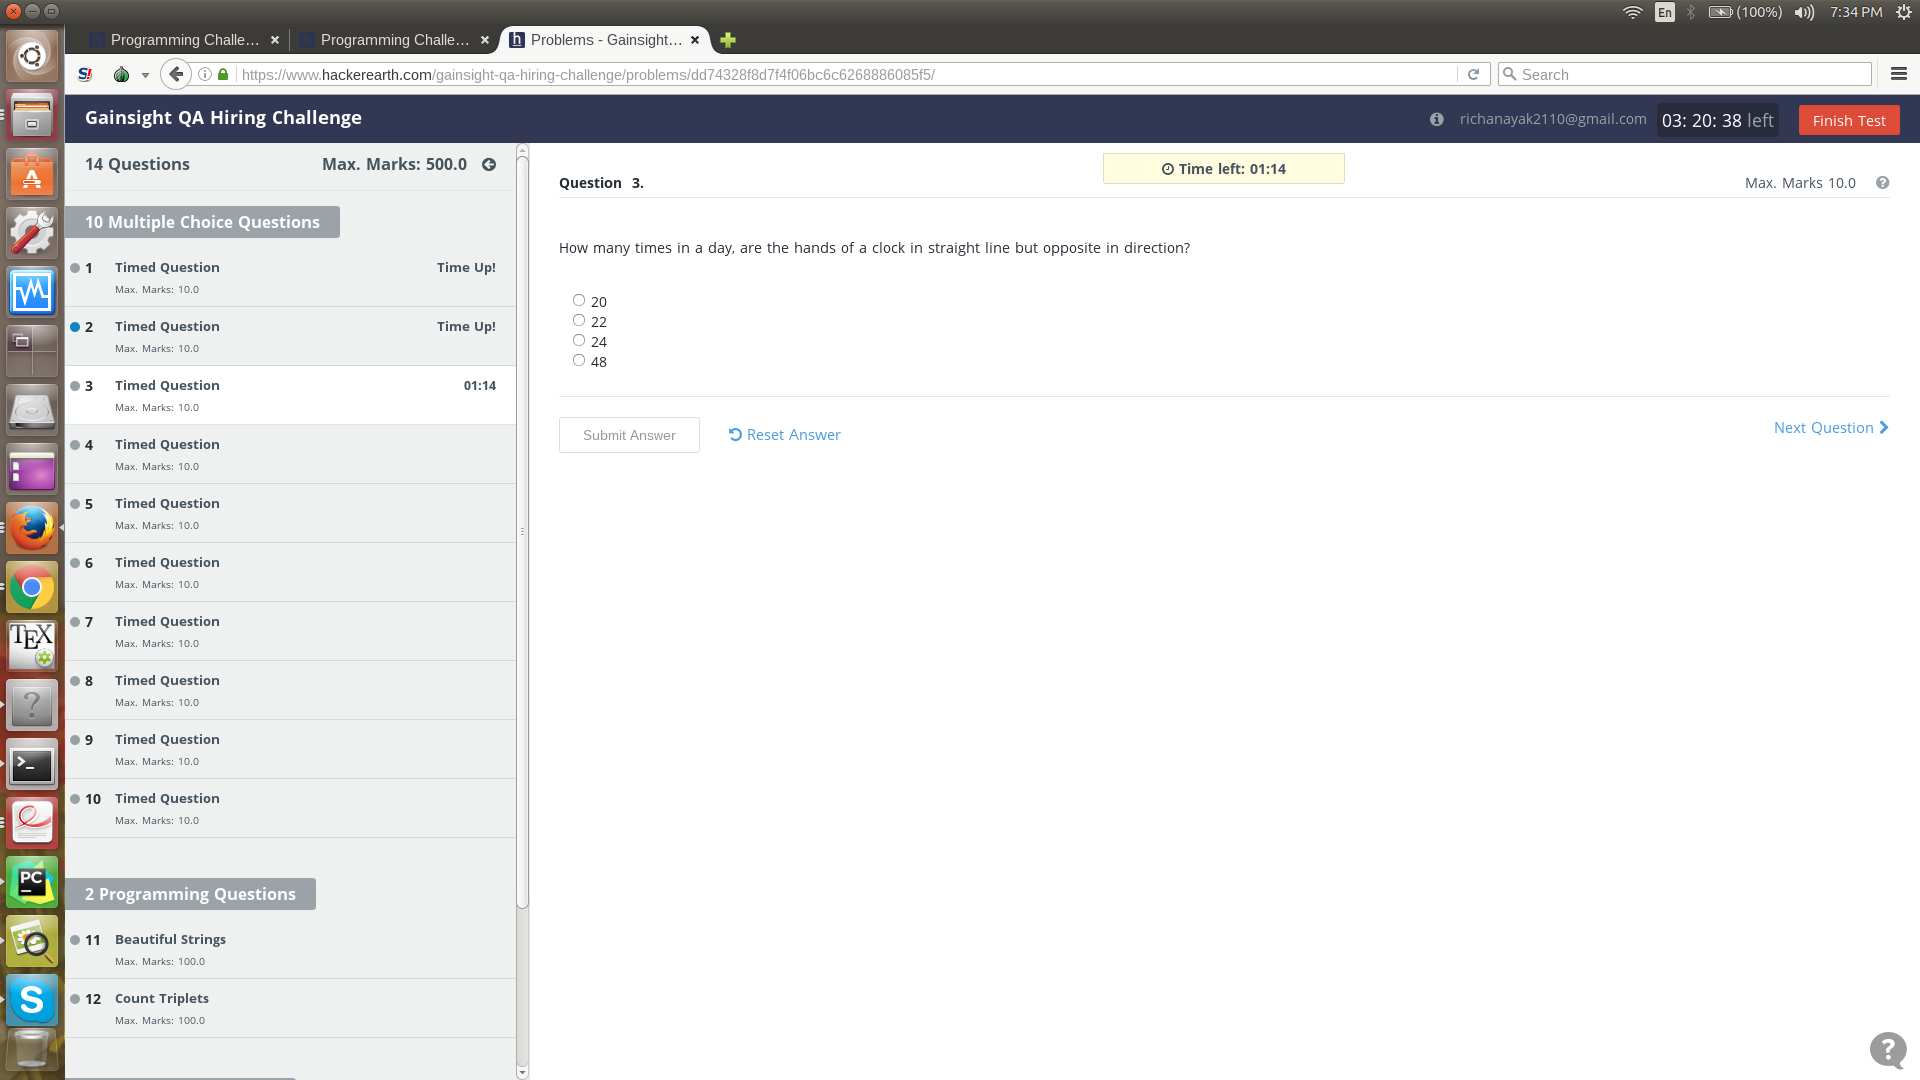 En
(100%)
7:34 PM
Programming Challe...
Programming Challe...
h
Problems - Gainsight...
S!
https://www.hackerearth.com/gainsight-qa-hiring-challenge/problems/dd74328f8d7f4f06bc6c6268886085f5/
Search
Gainsight QA Hiring Challenge
richanayak2110@gmail.com
03: 20: 38 left
Finish Test
14 Questions
Max. Marks: 500.0
10 Multiple Choice Questions
1 Timed Question Time Up!
Max. Marks: 10.0
2 Timed Question Time Up!
Max. Marks: 10.0
3 Timed Question 01:14
Max. Marks: 10.0
4 Timed Question
Max. Marks: 10.0
5 Timed Question
Max. Marks: 10.0
6 Timed Question
Max. Marks: 10.0
7 Timed Question
Max. Marks: 10.0
8 Timed Question
Max. Marks: 10.0
9 Timed Question
Max. Marks: 10.0
10 Timed Question
Max. Marks: 10.0
2 Programming Questions
11 Beautiful Strings
Max. Marks: 100.0
12 Count Triplets
Max. Marks: 100.0
Time left: 01:14
Question 3.
Max. Marks 10.0
?
How many times in a day, are the hands of a clock in straight line but opposite in direction?
20
22
24
48
Submit Answer
Reset Answer
Next Question
?
A
TEX
?
>_
PC
S